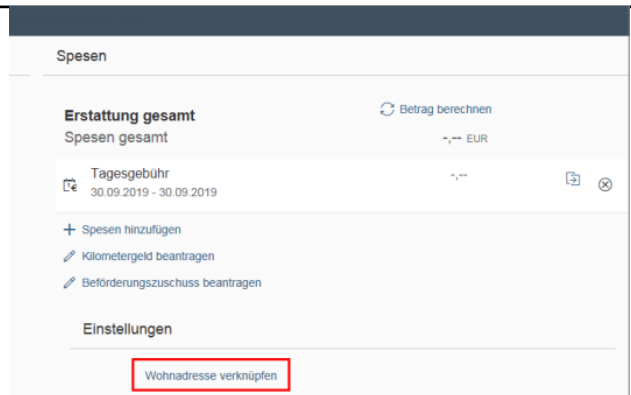 Spesen
Erstattung gesamt
Betrag berechnen
Spesen gesamt
-,-- EUR
Tagesgebühr
-,--
30.09.2019 - 30.09.2019
Spesen hinzufügen
Kilometergeld beantragen
Beförderungszuschuss beantragen
Einstellungen
Wohnadresse verknüpfen